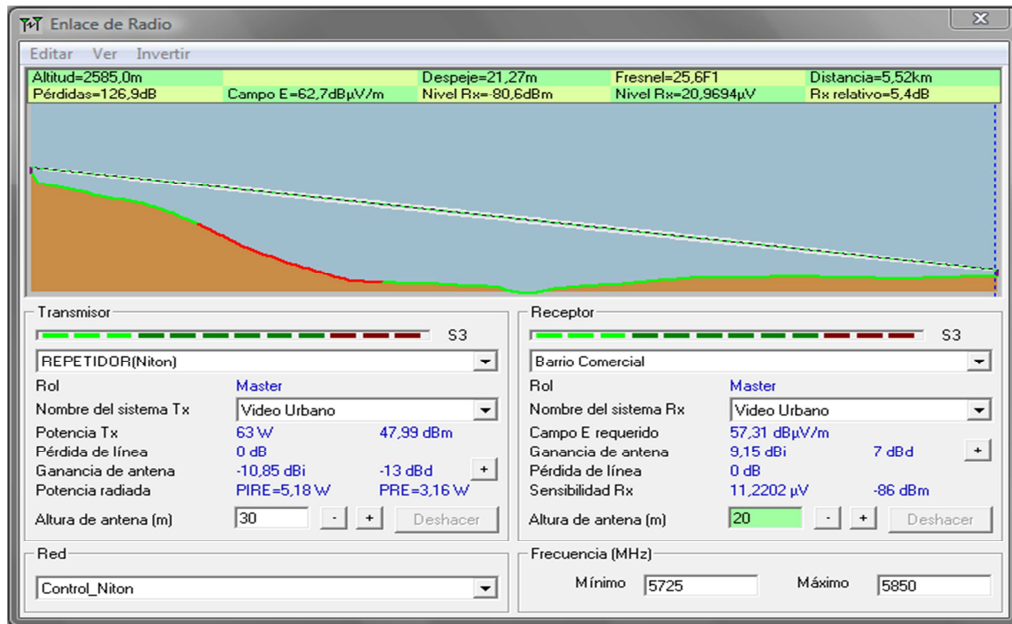 Enlace de Radio
Editar Ver Invertir
Altitud=2585,0m Despeje=21,27m Fresnel=25,6F1 Distancia=5,52km
Pérdidas=126,9dB Campo E=62,7dBµV/m Nivel Rx=-80,6dBm Nivel Rx=20,9694µV Rx relativo=5,4dB
Transmisor
S3
REPETIDOR(Niton)
Rol Master
Nombre del sistema Tx Video Urbano
Potencia Tx 63 W 47,99 dBm
Pérdida de línea 0 dB
Ganancia de antena -10,85 dBi -13 dBd +
Potencia radiada PIRE=5,18 W PRE=3,16 W
Altura de antena (m) 30 - + Deshacer
Receptor
S3
Barrio Comercial
Rol Master
Nombre del sistema Rx Video Urbano
Campo E requerido 57,31 dBµV/m
Ganancia de antena 9,15 dBi 7 dBd +
Pérdida de línea 0 dB
Sensibilidad Rx 11,2202 µV -86 dBm
Altura de antena (m) 20 - + Deshacer
Red
Control_Niton
Frecuencia (MHz)
Mínimo 5725 Máximo 5850